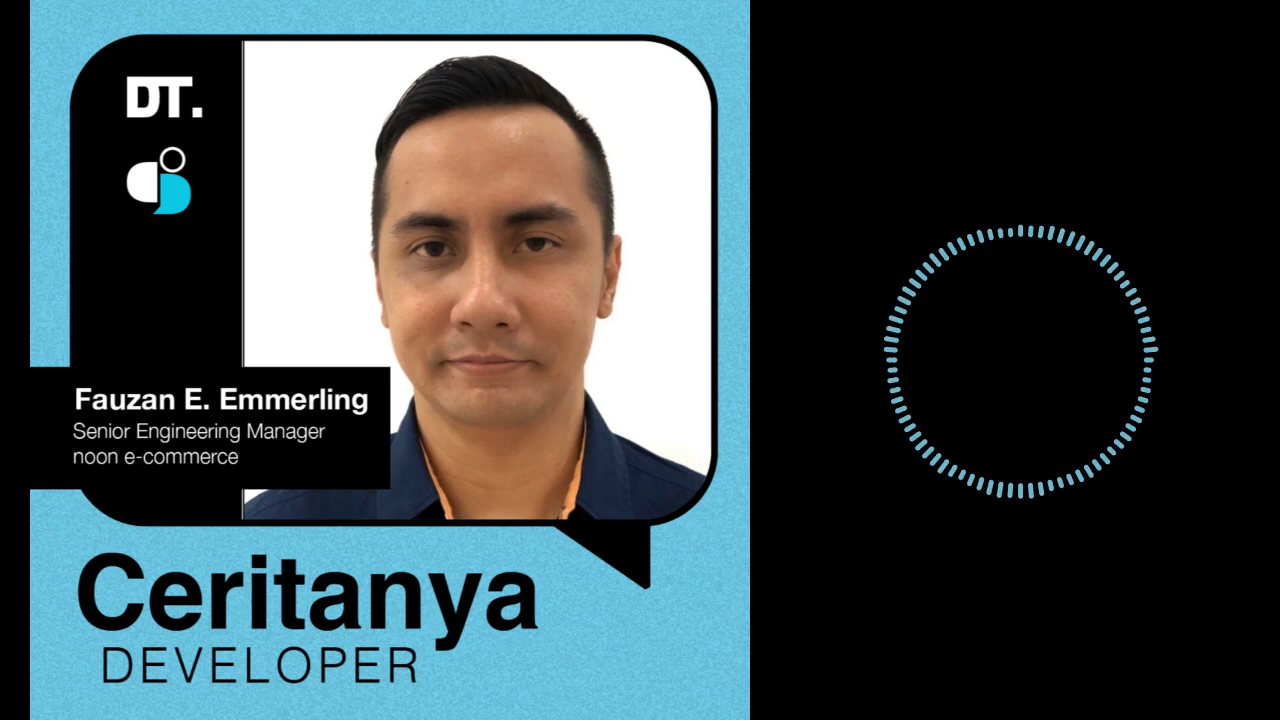 DT.
Fauzan E. Emmerling
Senior Engineering Manager
noon e-commerce
Ceritanya
DEVELOPER